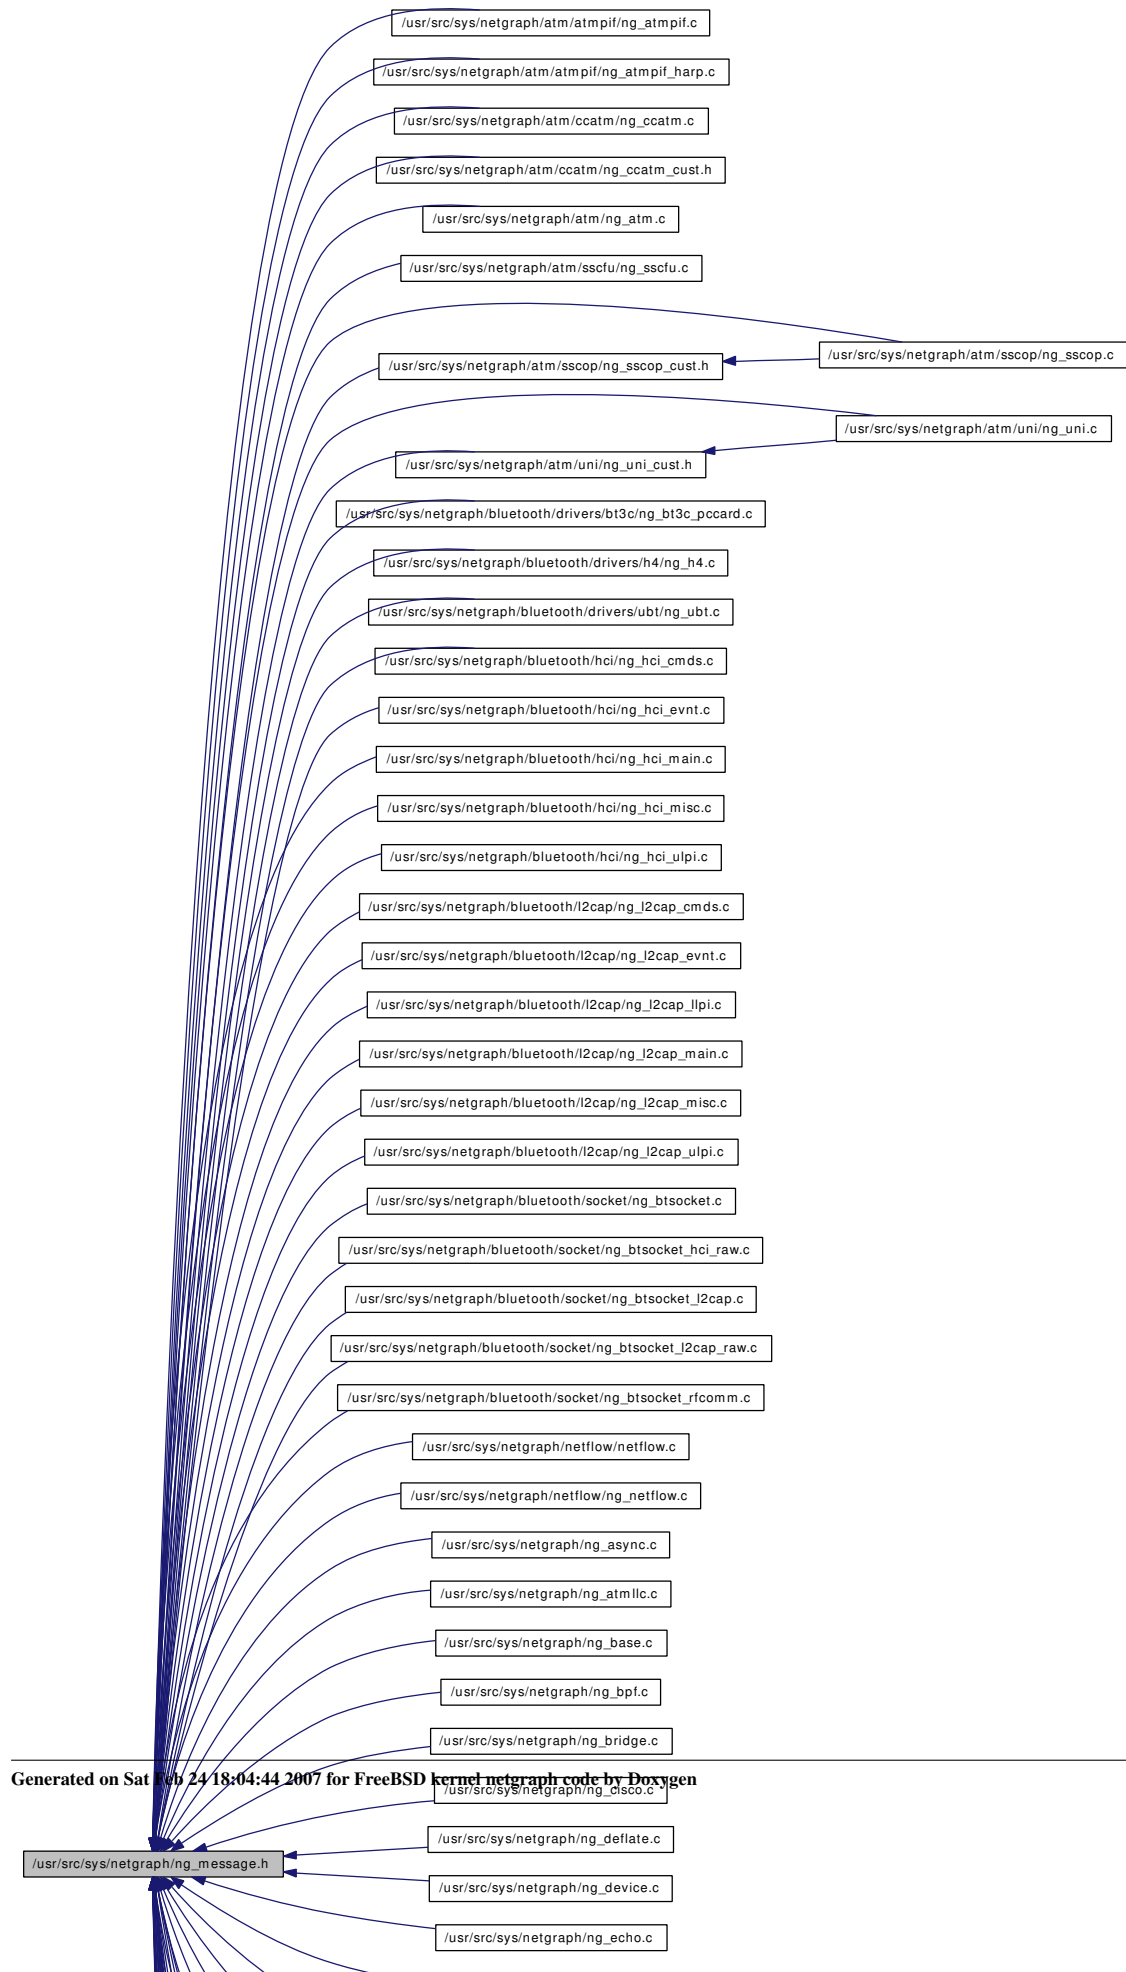 /usr/src/sys/netgraph/atm/atmpif/ng_atmpif.c
/usr/src/sys/netgraph/atm/atmpif/ng_atmpif_harp.c
/usr/src/sys/netgraph/atm/ccatm/ng_ccatm.c
/usr/src/sys/netgraph/atm/ccatm/ng_ccatm_cust.h
/usr/src/sys/netgraph/atm/ng_atm.c
/usr/src/sys/netgraph/atm/sscfu/ng_sscfu.c
/usr/src/sys/netgraph/atm/sscop/ng_sscop.c
/usr/src/sys/netgraph/atm/sscop/ng_sscop_cust.h
/usr/src/sys/netgraph/atm/uni/ng_uni.c
/usr/src/sys/netgraph/atm/uni/ng_uni_cust.h
/usr/src/sys/netgraph/bluetooth/drivers/bt3c/ng_bt3c_pccard.c
/usr/src/sys/netgraph/bluetooth/drivers/h4/ng_h4.c
/usr/src/sys/netgraph/bluetooth/drivers/ubt/ng_ubt.c
/usr/src/sys/netgraph/bluetooth/hci/ng_hci_cmds.c
/usr/src/sys/netgraph/bluetooth/hci/ng_hci_evnt.c
/usr/src/sys/netgraph/bluetooth/hci/ng_hci_main.c
/usr/src/sys/netgraph/bluetooth/hci/ng_hci_misc.c
/usr/src/sys/netgraph/bluetooth/hci/ng_hci_ulpi.c
/usr/src/sys/netgraph/bluetooth/l2cap/ng_l2cap_cmds.c
/usr/src/sys/netgraph/bluetooth/l2cap/ng_l2cap_evnt.c
/usr/src/sys/netgraph/bluetooth/l2cap/ng_l2cap_llpi.c
/usr/src/sys/netgraph/bluetooth/l2cap/ng_l2cap_main.c
/usr/src/sys/netgraph/bluetooth/l2cap/ng_l2cap_misc.c
/usr/src/sys/netgraph/bluetooth/l2cap/ng_l2cap_ulpi.c
/usr/src/sys/netgraph/bluetooth/socket/ng_btsocket.c
/usr/src/sys/netgraph/bluetooth/socket/ng_btsocket_hci_raw.c
/usr/src/sys/netgraph/bluetooth/socket/ng_btsocket_l2cap.c
/usr/src/sys/netgraph/bluetooth/socket/ng_btsocket_l2cap_raw.c
/usr/src/sys/netgraph/bluetooth/socket/ng_btsocket_rfcomm.c
/usr/src/sys/netgraph/netflow/netflow.c
/usr/src/sys/netgraph/netflow/ng_netflow.c
/usr/src/sys/netgraph/ng_async.c
/usr/src/sys/netgraph/ng_atmllc.c
/usr/src/sys/netgraph/ng_base.c
/usr/src/sys/netgraph/ng_bpf.c
/usr/src/sys/netgraph/ng_bridge.c
Generated on Sat Feb 24 18:04:44 2007 for FreeBSD kernel netgraph code by Doxygen
/usr/src/sys/netgraph/ng_cisco.c
/usr/src/sys/netgraph/ng_deflate.c
/usr/src/sys/netgraph/ng_message.h
/usr/src/sys/netgraph/ng_device.c
/usr/src/sys/netgraph/ng_echo.c